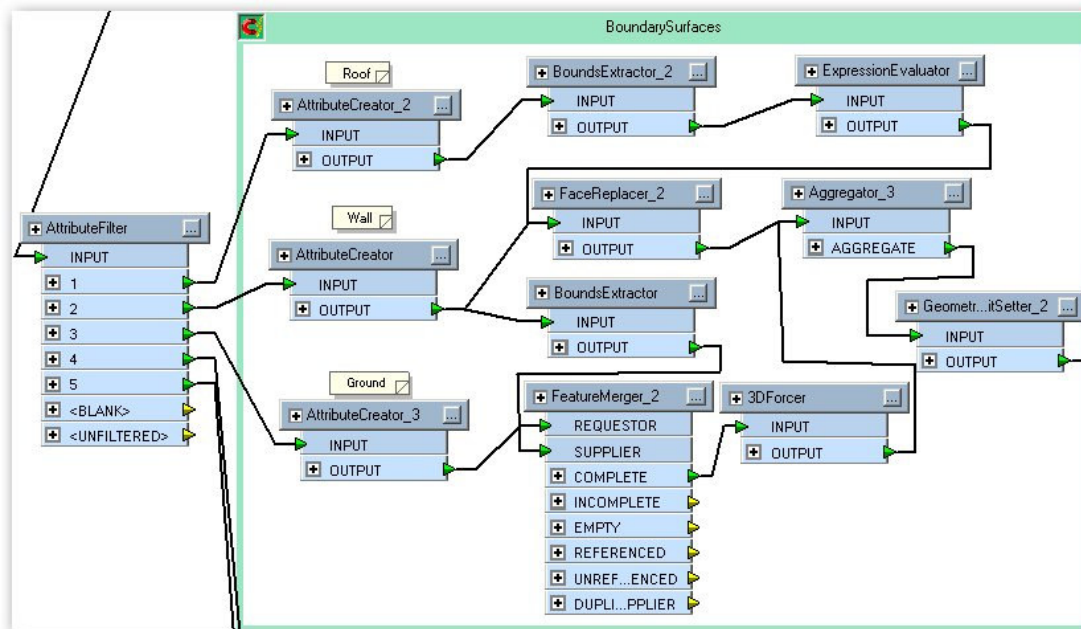 BoundarySurfaces
AttributeFilter
INPUT
1
2
3
4
5
<BLANK>
<UNFILTERED>
Roof
AttributeCreator_2
INPUT
OUTPUT
BoundsExtractor_2
INPUT
OUTPUT
ExpressionEvaluator
INPUT
OUTPUT
Wall
AttributeCreator
INPUT
OUTPUT
FaceReplacer_2
INPUT
OUTPUT
Aggregator_3
INPUT
AGGREGATE
BoundsExtractor
INPUT
OUTPUT
Geometr...itSetter_2
INPUT
OUTPUT
Ground
AttributeCreator_3
INPUT
OUTPUT
FeatureMerger_2
REQUESTOR
SUPPLIER
COMPLETE
INCOMPLETE
EMPTY
REFERENCED
UNREF...ENCED
DUPLI...PPLIER
3DForcer
INPUT
OUTPUT